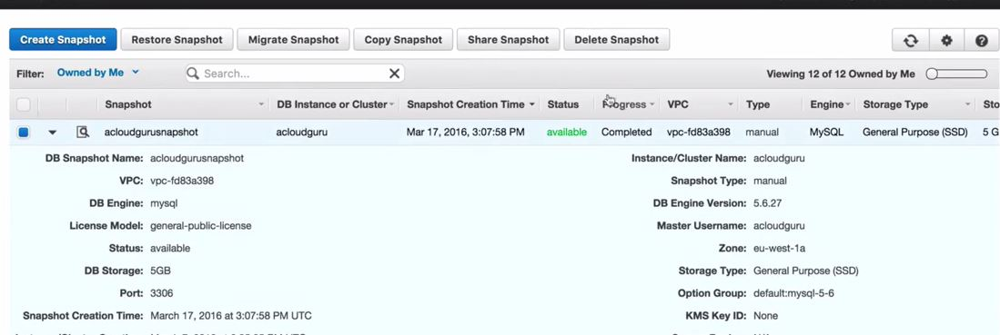 Create Snapshot Restore Snapshot Migrate Snapshot Copy Snapshot Share Snapshot Delete Snapshot
Filter: Owned by Me Search... Viewing 12 of 12 Owned by Me
Snapshot DB Instance or Cluster Snapshot Creation Time Status Progress VPC Type Engine Storage Type Sto
acloudgurusnapshot acloudguru Mar 17, 2016, 3:07:58 PM available Completed vpc-fd83a398 manual MySQL General Purpose (SSD) 5 G
DB Snapshot Name: acloudgurusnapshot Instance/Cluster Name: acloudguru
VPC: vpc-fd83a398 Snapshot Type: manual
DB Engine: mysql DB Engine Version: 5.6.27
License Model: general-public-license Master Username: acloudguru
Status: available Zone: eu-west-1a
DB Storage: 5GB Storage Type: General Purpose (SSD)
Port: 3306 Option Group: default:mysql-5-6
Snapshot Creation Time: March 17, 2016 at 3:07:58 PM UTC KMS Key ID: None